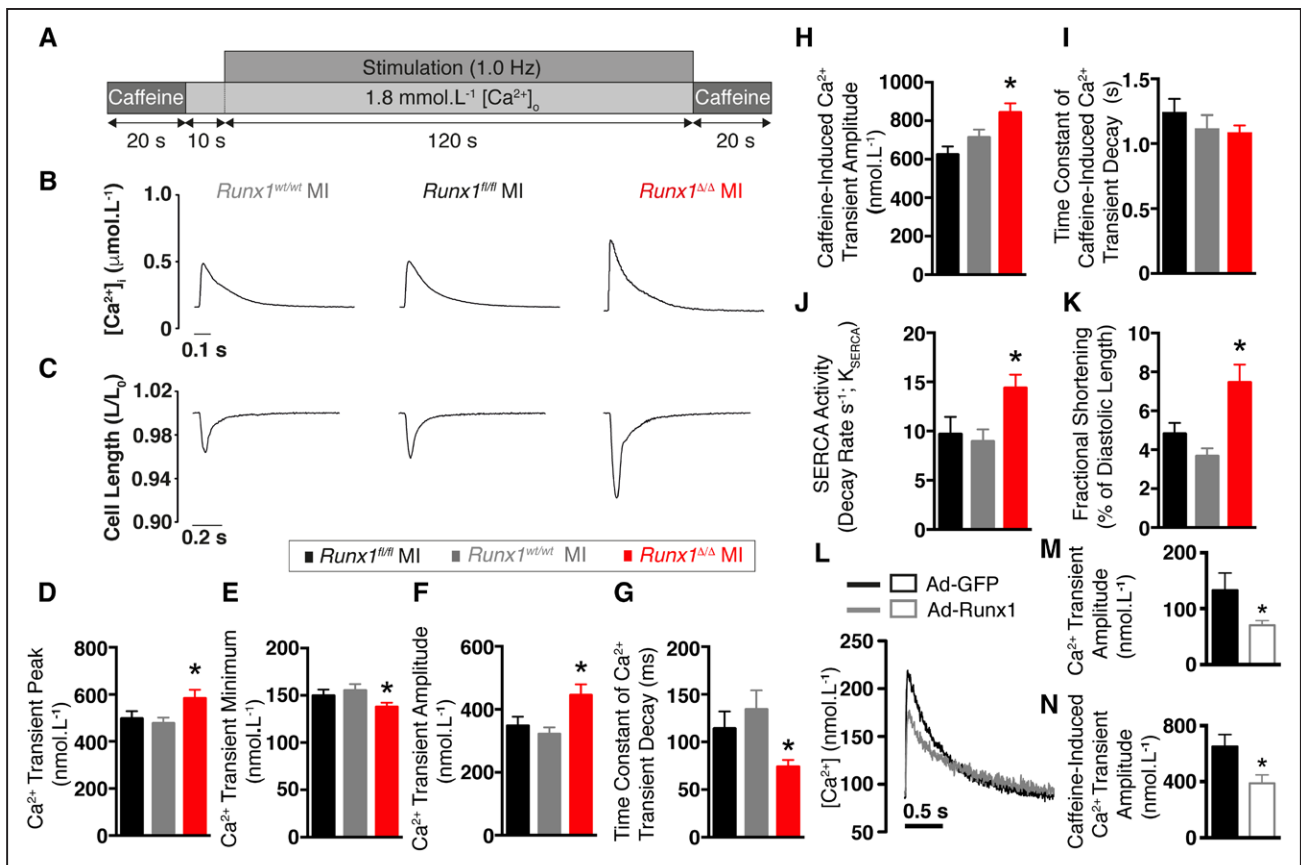 A
Stimulation (1.0 Hz)
Caffeine
1.8 mmol.L⁻¹ [Ca²⁺]ₒ
Caffeine
20 s
10 s
120 s
20 s
B
Runx1ʷᵗ/ʷᵗ MI
Runx1ᶠˡ/ᶠˡ MI
Runx1Δ/Δ MI
[Ca²⁺]ᵢ (μmol.L⁻¹)
1.0
0.5
0
0.1 s
C
Cell Length (L/L₀)
1.02
0.98
0.94
0.90
0.2 s
Runx1ᶠˡ/ᶠˡ MI
Runx1ʷᵗ/ʷᵗ MI
Runx1Δ/Δ MI
D
Ca²⁺ Transient Peak
(nmol.L⁻¹)
800
600
400
200
0
*
E
Ca²⁺ Transient Minimum
(nmol.L⁻¹)
200
150
100
50
0
*
F
Ca²⁺ Transient Amplitude
(nmol.L⁻¹)
600
400
200
0
*
G
Time Constant of Ca²⁺
Transient Decay (ms)
200
150
100
50
0
*
H
Caffeine-Induced Ca²⁺
Transient Amplitude
(nmol.L⁻¹)
1000
800
600
400
200
0
*
I
Time Constant of
Caffeine-Induced Ca²⁺
Transient Decay (s)
1.5
1.0
0.5
0.0
J
SERCA Activity
(Decay Rate s⁻¹; K_SERCA)
20
15
10
5
0
*
K
Fractional Shortening
(% of Diastolic Length)
10
8
6
4
2
0
*
L
Ad-GFP
Ad-Runx1
[Ca²⁺] (nmol.L⁻¹)
250
200
150
100
50
0.5 s
M
Ca²⁺ Transient
Amplitude
(nmol.L⁻¹)
200
100
0
*
N
Caffeine-Induced
Ca²⁺ Transient
Amplitude
(nmol.L⁻¹)
800
400
0
*